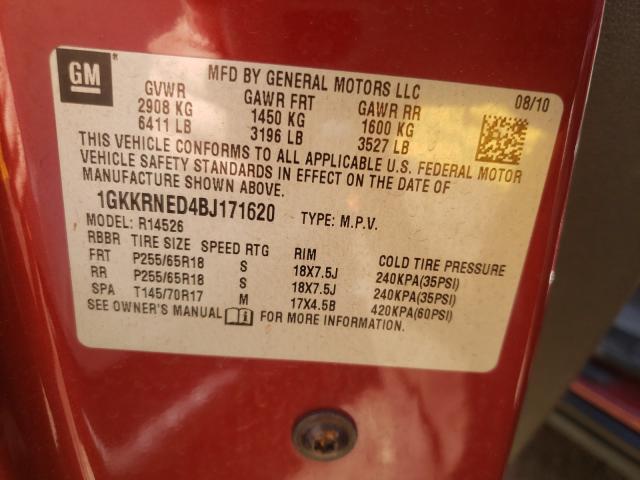 GM
MFD BY GENERAL MOTORS LLC
08/10
GVWR GAWR FRT GAWR RR
2908 KG 1450 KG 1600 KG
6411 LB 3196 LB 3527 LB
THIS VEHICLE CONFORMS TO ALL APPLICABLE U.S. FEDERAL MOTOR
VEHICLE SAFETY STANDARDS IN EFFECT ON THE DATE OF
MANUFACTURE SHOWN ABOVE.
1GKKRNED4BJ171620 TYPE: M.P.V.
MODEL: R14526
RBBR TIRE SIZE SPEED RTG RIM COLD TIRE PRESSURE
FRT P255/65R18 S 18X7.5J 240KPA(35PSI)
RR P255/65R18 S 18X7.5J 240KPA(35PSI)
SPA T145/70R17 M 17X4.5B 420KPA(60PSI)
SEE OWNER'S MANUAL FOR MORE INFORMATION.